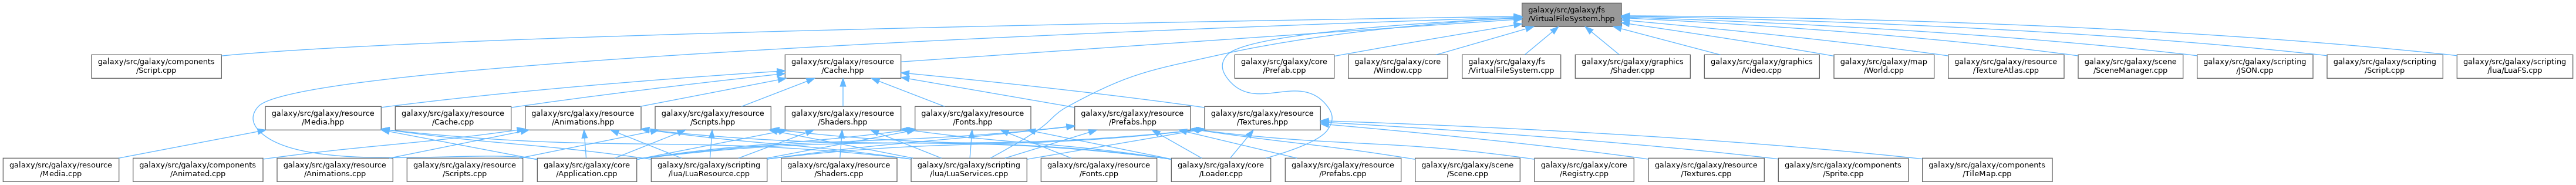 galaxy/src/galaxy/fs
/VirtualFileSystem.hpp
galaxy/src/galaxy/components
/Script.cpp
galaxy/src/galaxy/resource
/Cache.hpp
galaxy/src/galaxy/core
/Prefab.cpp
galaxy/src/galaxy/core
/Window.cpp
galaxy/src/galaxy/fs
/VirtualFileSystem.cpp
galaxy/src/galaxy/graphics
/Shader.cpp
galaxy/src/galaxy/graphics
/Video.cpp
galaxy/src/galaxy/map
/World.cpp
galaxy/src/galaxy/resource
/TextureAtlas.cpp
galaxy/src/galaxy/scene
/SceneManager.cpp
galaxy/src/galaxy/scripting
/JSON.cpp
galaxy/src/galaxy/scripting
/Script.cpp
galaxy/src/galaxy/scripting
lua/LuaFS.cpp
galaxy/src/galaxy/resource
/Media.hpp
galaxy/src/galaxy/resource
/Cache.cpp
galaxy/src/galaxy/resource
/Animations.hpp
galaxy/src/galaxy/resource
/Scripts.hpp
galaxy/src/galaxy/resource
/Shaders.hpp
galaxy/src/galaxy/resource
/Fonts.hpp
galaxy/src/galaxy/resource
/Prefabs.hpp
galaxy/src/galaxy/resource
/Textures.hpp
galaxy/src/galaxy/resource
/Media.cpp
galaxy/src/galaxy/components
/Animated.cpp
galaxy/src/galaxy/resource
/Animations.cpp
galaxy/src/galaxy/resource
/Scripts.cpp
galaxy/src/galaxy/core
/Application.cpp
galaxy/src/galaxy/scripting
lua/LuaResource.cpp
galaxy/src/galaxy/resource
/Shaders.cpp
galaxy/src/galaxy/scripting
lua/LuaServices.cpp
galaxy/src/galaxy/resource
/Fonts.cpp
galaxy/src/galaxy/core
/Loader.cpp
galaxy/src/galaxy/resource
/Prefabs.cpp
galaxy/src/galaxy/scene
/Scene.cpp
galaxy/src/galaxy/core
/Registry.cpp
galaxy/src/galaxy/resource
/Textures.cpp
galaxy/src/galaxy/components
/Sprite.cpp
galaxy/src/galaxy/components
/TileMap.cpp